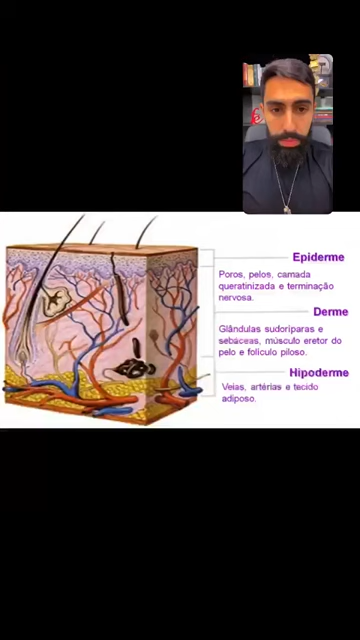 Epiderme
Poros, pelos, camada
queratinizada e terminação
nervosa.
Derme
Glândulas sudoríparas e
sebáceas, músculo eretor do
pelo e folículo piloso.
Hipoderme
Veias, artérias e tecido
adiposo.